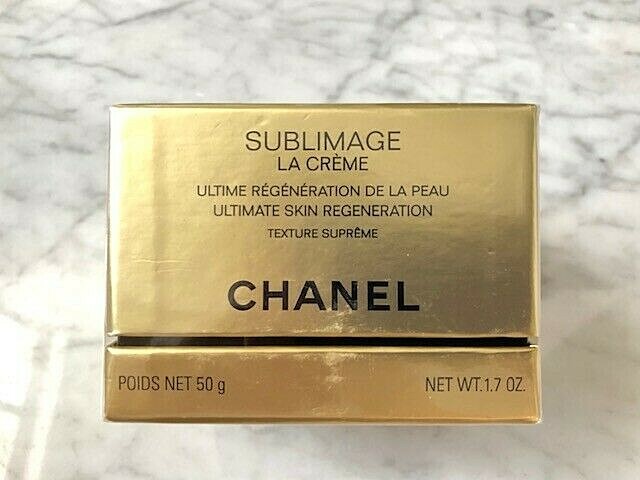 SUBLIMAGE
LA CRÈME
ULTIME RÉGÉNÉRATION DE LA PEAU
ULTIMATE SKIN REGENERATION
TEXTURE SUPRÊME
CHANEL
POIDS NET 50 g NET WT.1.7 OZ.